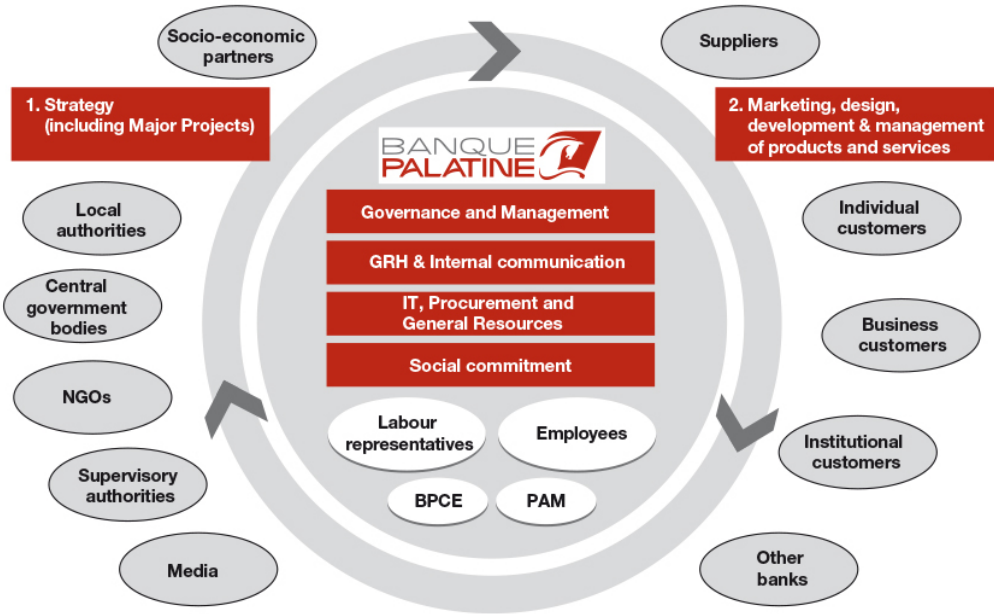 Socio-economic
partners
Suppliers
1. Strategy
(including Major Projects)
2. Marketing, design,
development & management
of products and services
BANQUE
PALATINE
Governance and Management
GRH & Internal communication
IT, Procurement and
General Resources
Social commitment
Labour
representatives
Employees
BPCE
PAM
Local
authorities
Central
government
bodies
NGOs
Supervisory
authorities
Media
Individual
customers
Business
customers
Institutional
customers
Other
banks